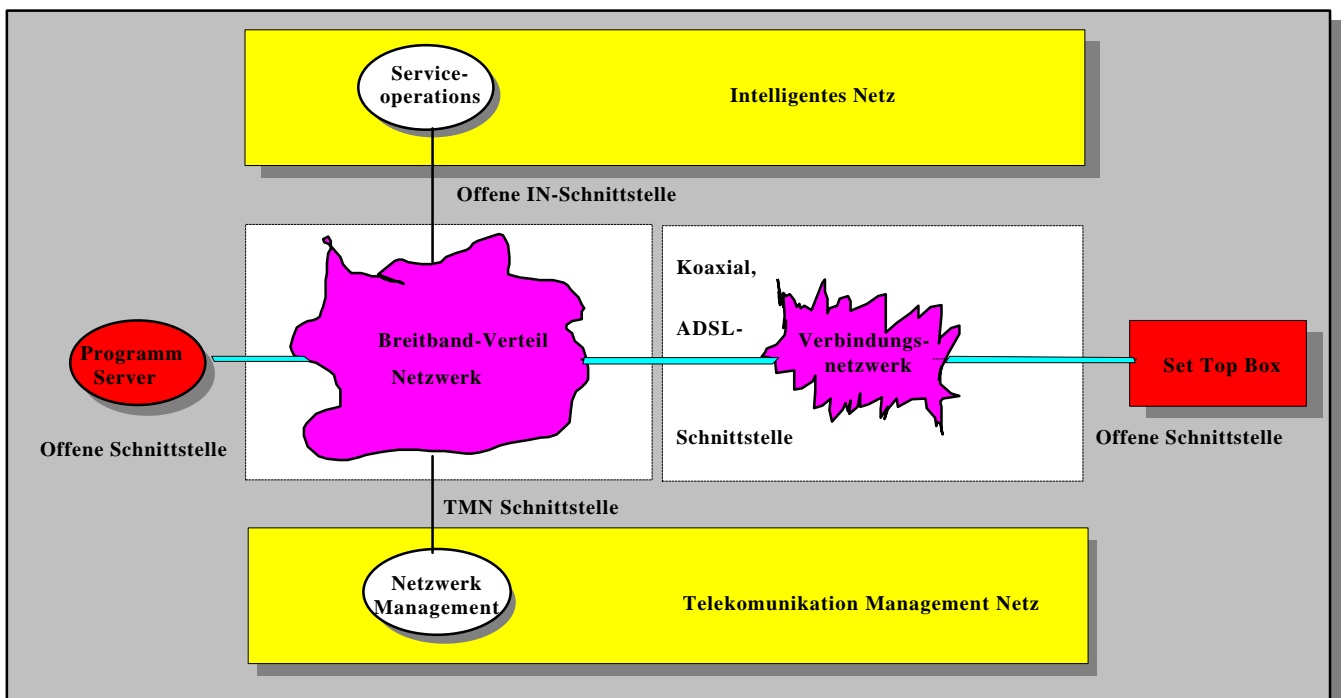 Service-
operations
Intelligentes Netz
Offene IN-Schnittstelle
Koaxial,
ADSL-
Schnittstelle
Breitband-Verteil
Netzwerk
Verbindungs-
netzwerk
Programm
Server
Set Top Box
Offene Schnittstelle
Offene Schnittstelle
TMN Schnittstelle
Netzwerk
Management
Telekomunikation Management Netz